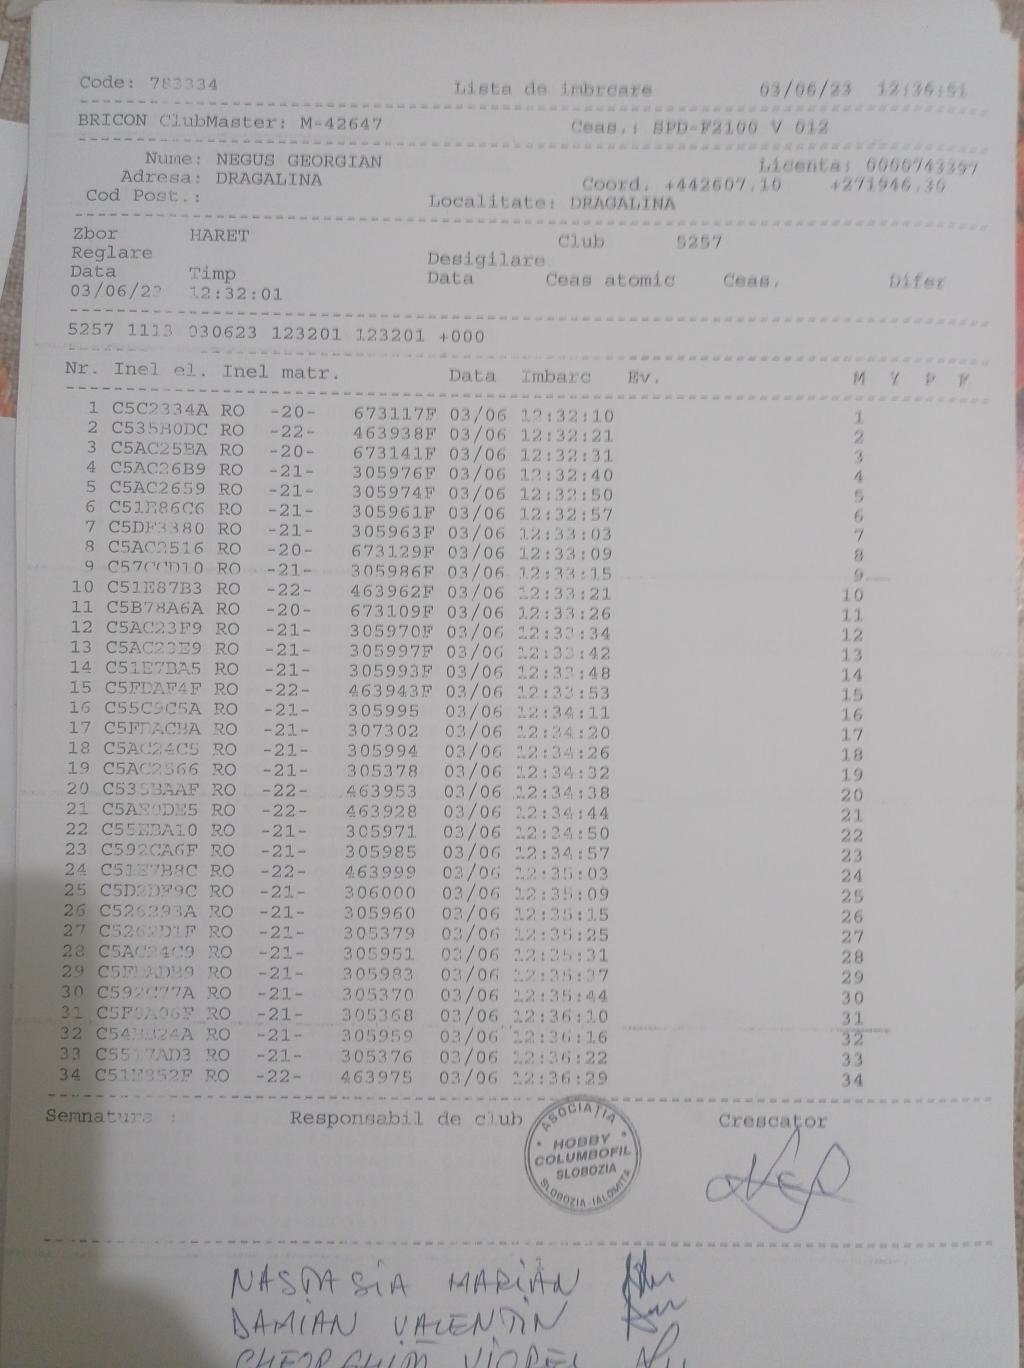 Code: 783334 Lista de imbrcare 03/06/23 12:36:51
BRICON ClubMaster: M-42647 Ceas.: SPD-F2100 V 012
Nume: NEGUS GEORGIAN Licenta: 0000743397
Adresa: DRAGALINA Coord. +442607.10 +271946.30
Cod Post.: Localitate: DRAGALINA
Zbor HARET Club 5257
Reglare Desigilare
Data Timp Data Ceas atomic Ceas. Difer
03/06/23 12:32:01
5257 1113 030623 123201 123201 +000
Nr. Inel el. Inel matr. Data Imbarc Ev. M Y P F
1 C5C2334A RO -20- 673117F 03/06 12:32:10 1
2 C535B0DC RO -22- 463938F 03/06 12:32:21 2
3 C5AC25BA RO -20- 673141F 03/06 12:32:31 3
4 C5AC26B9 RO -21- 305976F 03/06 12:32:40 4
5 C5AC2659 RO -21- 305974F 03/06 12:32:50 5
6 C51E86C6 RO -21- 305961F 03/06 12:32:57 6
7 C5DF3380 RO -21- 305963F 03/06 12:33:03 7
8 C5AC2516 RO -20- 673129F 03/06 12:33:09 8
9 C57CCD10 RO -21- 305986F 03/06 12:33:15 9
10 C51E87B3 RO -22- 463962F 03/06 12:33:21 10
11 C5B78A6A RO -20- 673109F 03/06 12:33:26 11
12 C5AC23F9 RO -21- 305970F 03/06 12:33:34 12
13 C5AC23E9 RO -21- 305997F 03/06 12:33:42 13
14 C51E7BA5 RO -21- 305993F 03/06 12:33:48 14
15 C5FDAF4F RO -22- 463943F 03/06 12:33:53 15
16 C55C9C5A RO -21- 305995 03/06 12:34:11 16
17 C5FDACBA RO -21- 307302 03/06 12:34:20 17
18 C5AC24C5 RO -21- 305994 03/06 12:34:26 18
19 C5AC2566 RO -21- 305378 03/06 12:34:32 19
20 C535BAAF RO -22- 463953 03/06 12:34:38 20
21 C5AE0DE5 RO -22- 463928 03/06 12:34:44 21
22 C55EBA10 RO -21- 305971 03/06 12:34:50 22
23 C592CA6F RO -21- 305985 03/06 12:34:57 23
24 C51E7B8C RO -22- 463999 03/06 12:35:03 24
25 C5D2DF9C RO -21- 306000 03/06 12:35:09 25
26 C526293A RO -21- 305960 03/06 12:35:15 26
27 C5262D1F RO -21- 305379 03/06 12:35:25 27
28 C5AC24C9 RO -21- 305951 03/06 12:35:31 28
29 RO -21- 305983 03/06 12:35:37 29
30 C592C77A RO -21- 305370 03/06 12:35:44 30
31 RO -21- 305368 03/06 12:36:10 31
32 RO -21- 305959 03/06 12:36:16 32
33 RO -21- 305376 03/06 12:36:22 33
34 RO -22- 463975 03/06 12:36:29 34
Semnatura : Responsabil de club Crescator
ASOCIAȚIA
HOBBY
COLUMBOFIL
SLOBOZIA
SLOBOZIA-IALOMITA
NASTASIA MARIAN
DAMIAN VALENTIN
GHEORGHIM VIOREL